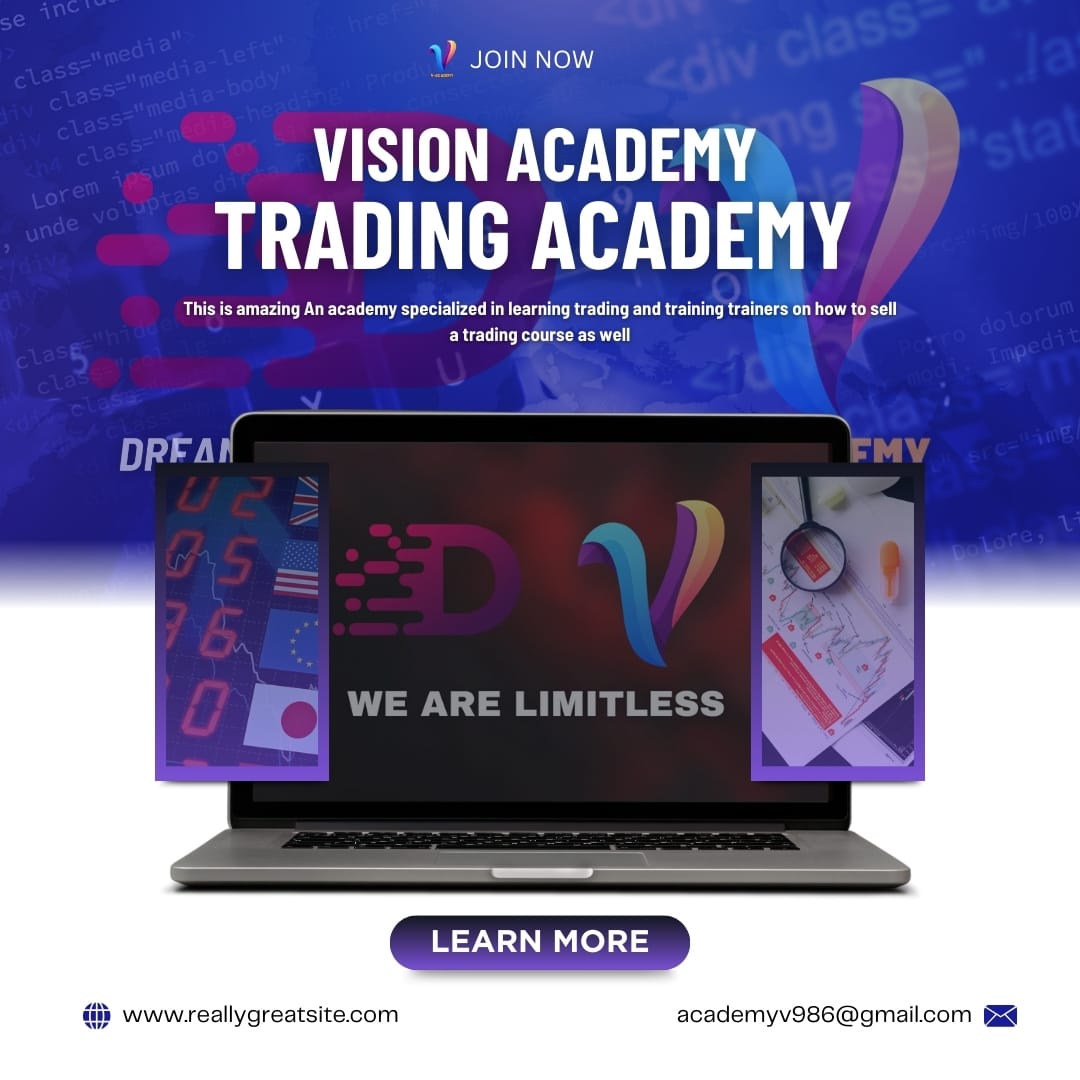 JOIN NOW
VISION ACADEMY
TRADING ACADEMY
This is amazing An academy specialized in learning trading and training trainers on how to sell
a trading course as well
WE ARE LIMITLESS
LEARN MORE
www.reallygreatsite.com
academyv986@gmail.com